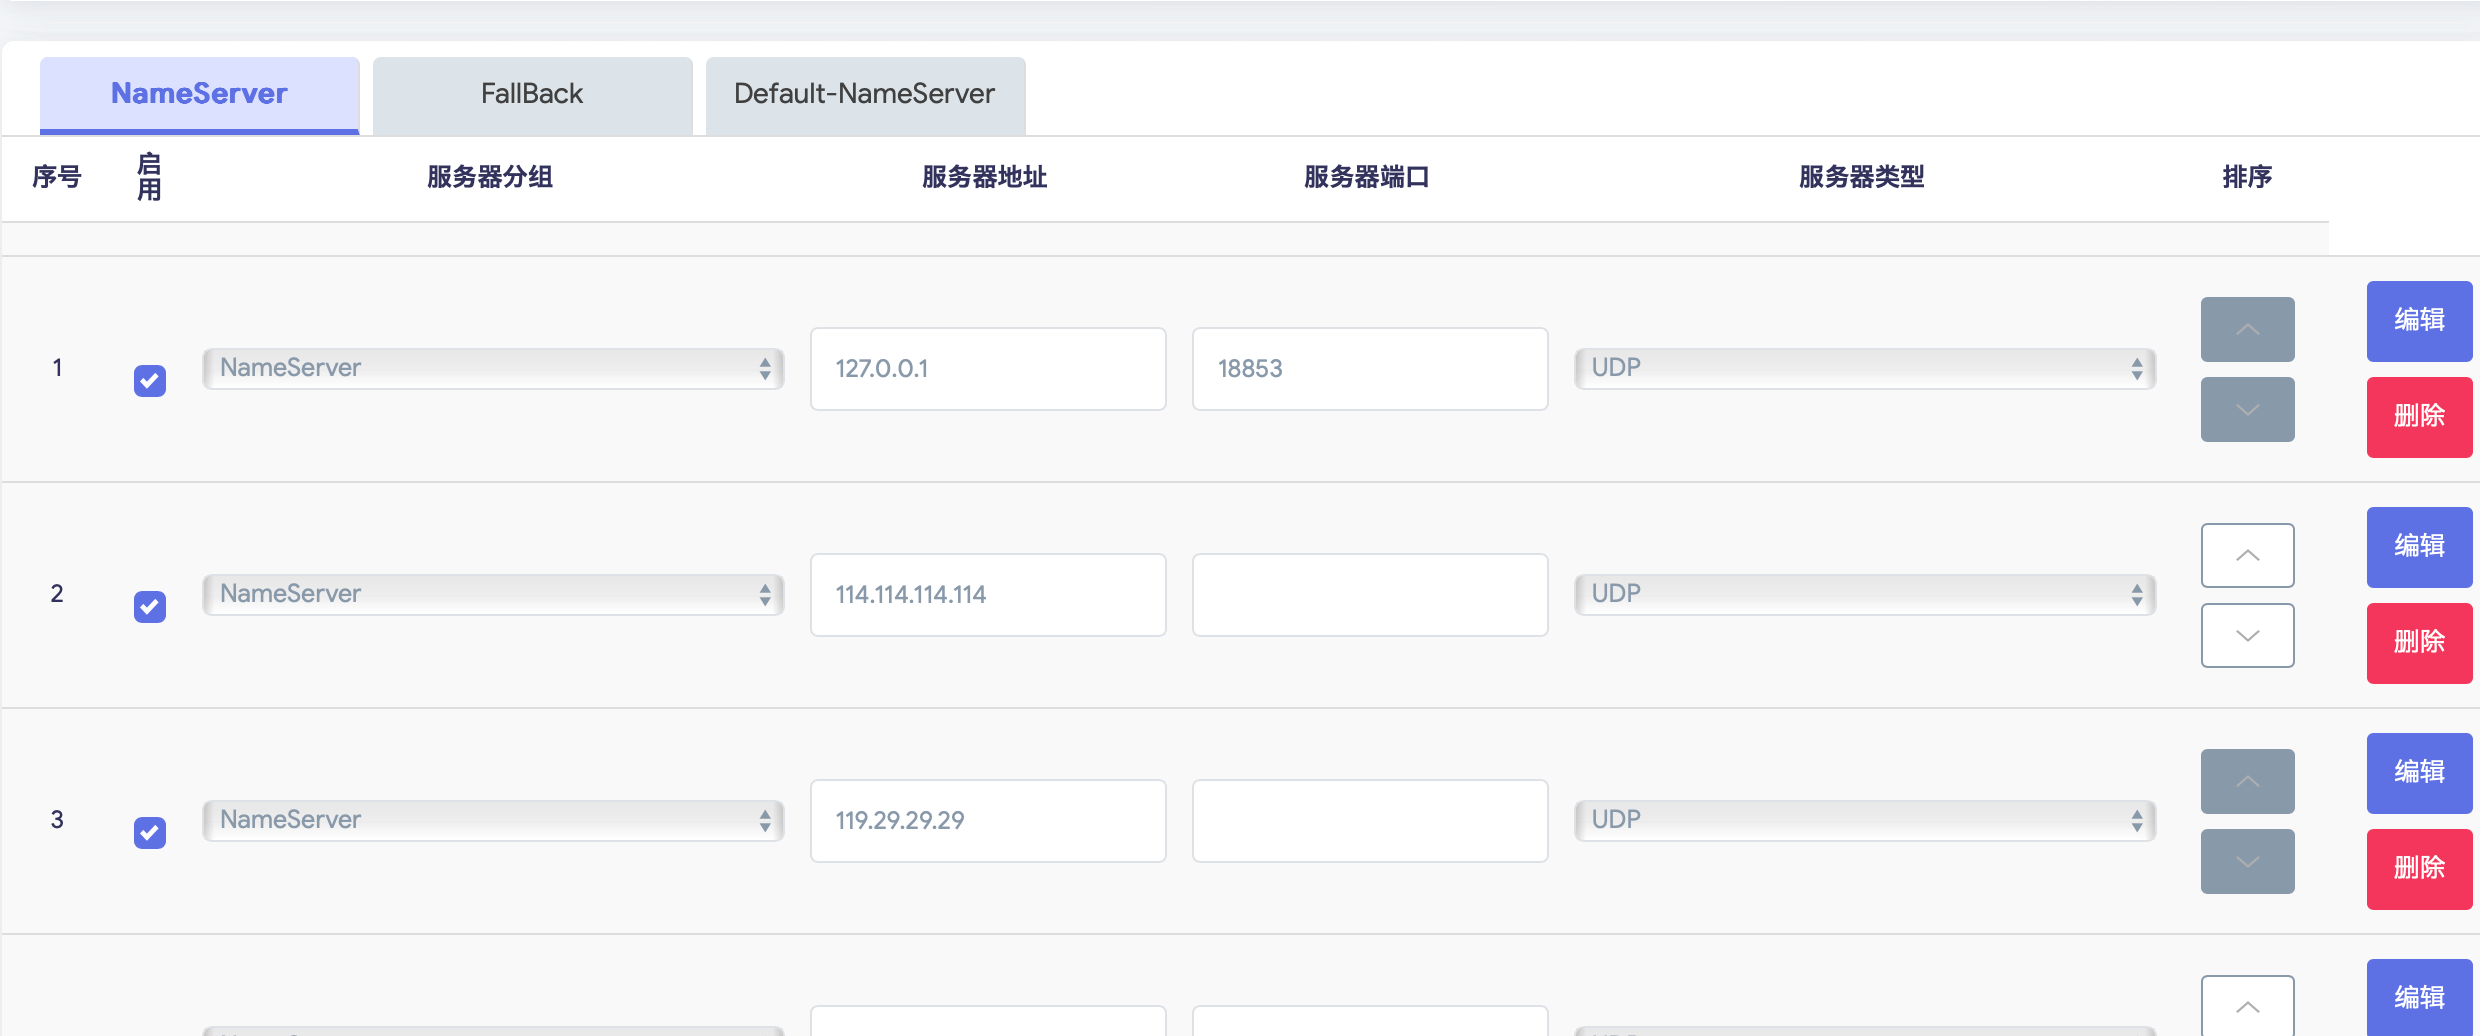 NameServer FallBack Default-NameServer
序号 启用 服务器分组 服务器地址 服务器端口 服务器类型 排序
1 NameServer 127.0.0.1 18853 UDP 编辑
删除
2 NameServer 114.114.114.114 UDP 编辑
删除
3 NameServer 119.29.29.29 UDP 编辑
删除
编辑